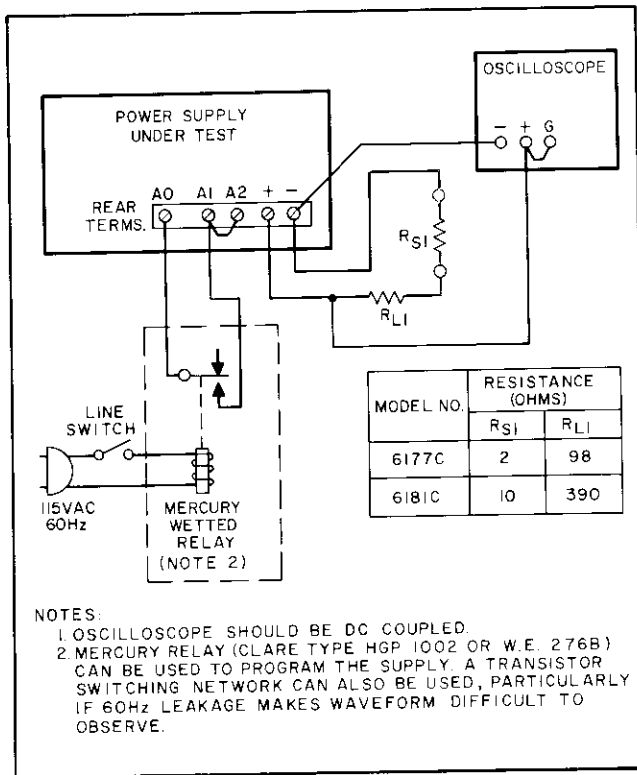 OSCILLOSCOPE
- + G
POWER SUPPLY
UNDER TEST
A0 A1 A2 + -
REAR
TERMS.
RS1
RL1
LINE
SWITCH
115VAC
60Hz
MERCURY
WETTED
RELAY
(NOTE 2)
MODEL NO. RESISTANCE (OHMS)
RS1 RL1
6177C 2 98
6181C 10 390
NOTES:
1. OSCILLOSCOPE SHOULD BE DC COUPLED.
2. MERCURY RELAY (CLARE TYPE HGP 1002 OR W.E. 276B)
CAN BE USED TO PROGRAM THE SUPPLY. A TRANSISTOR
SWITCHING NETWORK CAN ALSO BE USED, PARTICULARLY
IF 60Hz LEAKAGE MAKES WAVEFORM DIFFICULT TO
OBSERVE.